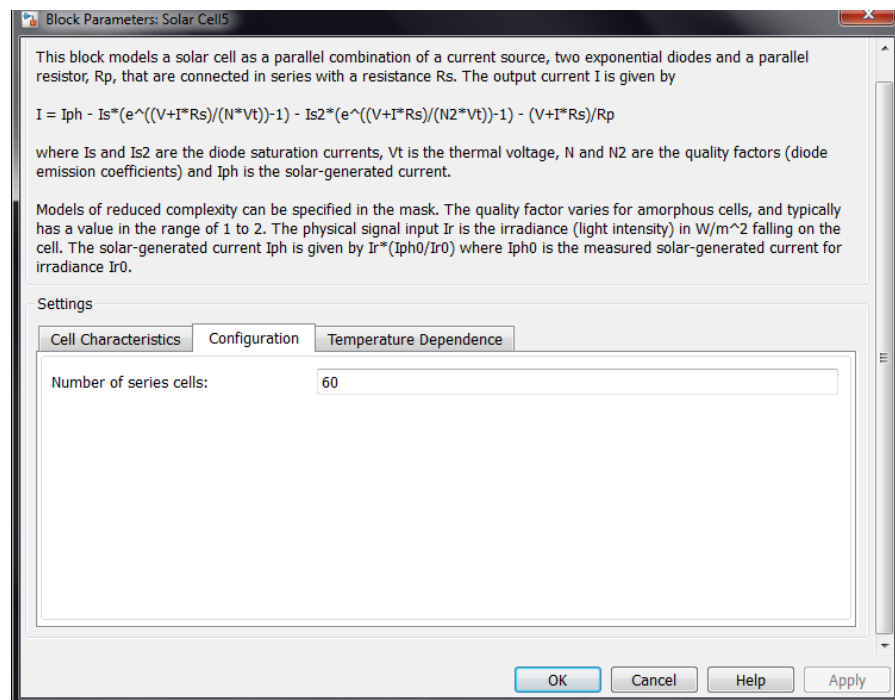 Block Parameters: Solar Cell5
This block models a solar cell as a parallel combination of a current source, two exponential diodes and a parallel
resistor, Rp, that are connected in series with a resistance Rs. The output current I is given by
I = Iph - Is*(e^((V+I*Rs)/(N*Vt))-1) - Is2*(e^((V+I*Rs)/(N2*Vt))-1) - (V+I*Rs)/Rp
where Is and Is2 are the diode saturation currents, Vt is the thermal voltage, N and N2 are the quality factors (diode
emission coefficients) and Iph is the solar-generated current.
Models of reduced complexity can be specified in the mask. The quality factor varies for amorphous cells, and typically
has a value in the range of 1 to 2. The physical signal input Ir is the irradiance (light intensity) in W/m^2 falling on the
cell. The solar-generated current Iph is given by Ir*(Iph0/Ir0) where Iph0 is the measured solar-generated current for
irradiance Ir0.
Settings
Cell Characteristics Configuration Temperature Dependence
Number of series cells: 60
OK Cancel Help Apply